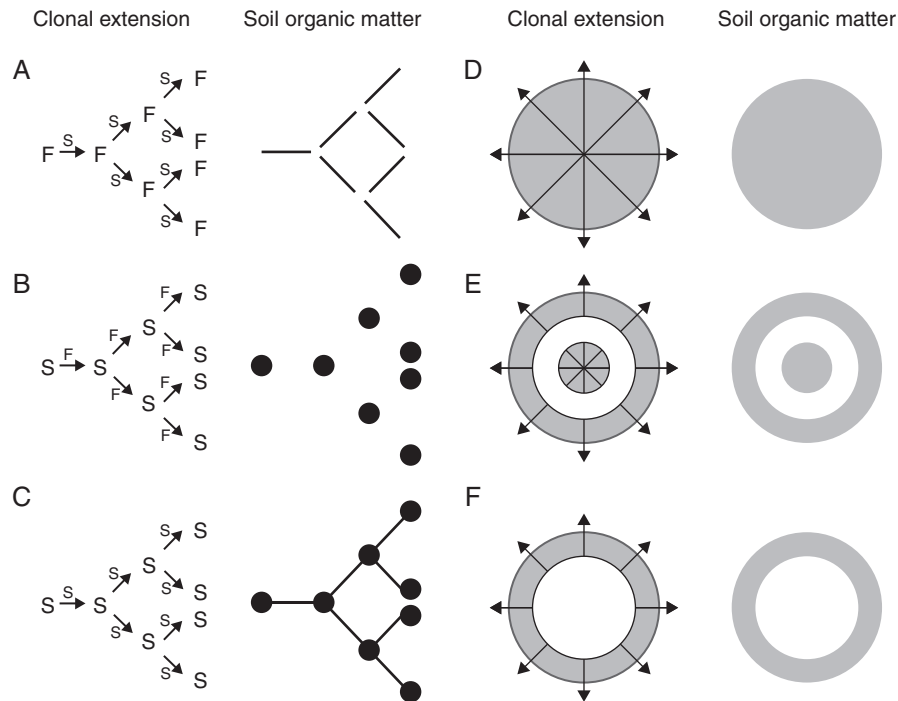 Clonal extension Soil organic matter Clonal extension Soil organic matter
A
S F
S F S F
F S F S F
S F S
S F
B
F S
F S F S
S F S F S
F S F
F S
C
S S
S S S S
S S S S S
S S S
S S
D
E
F